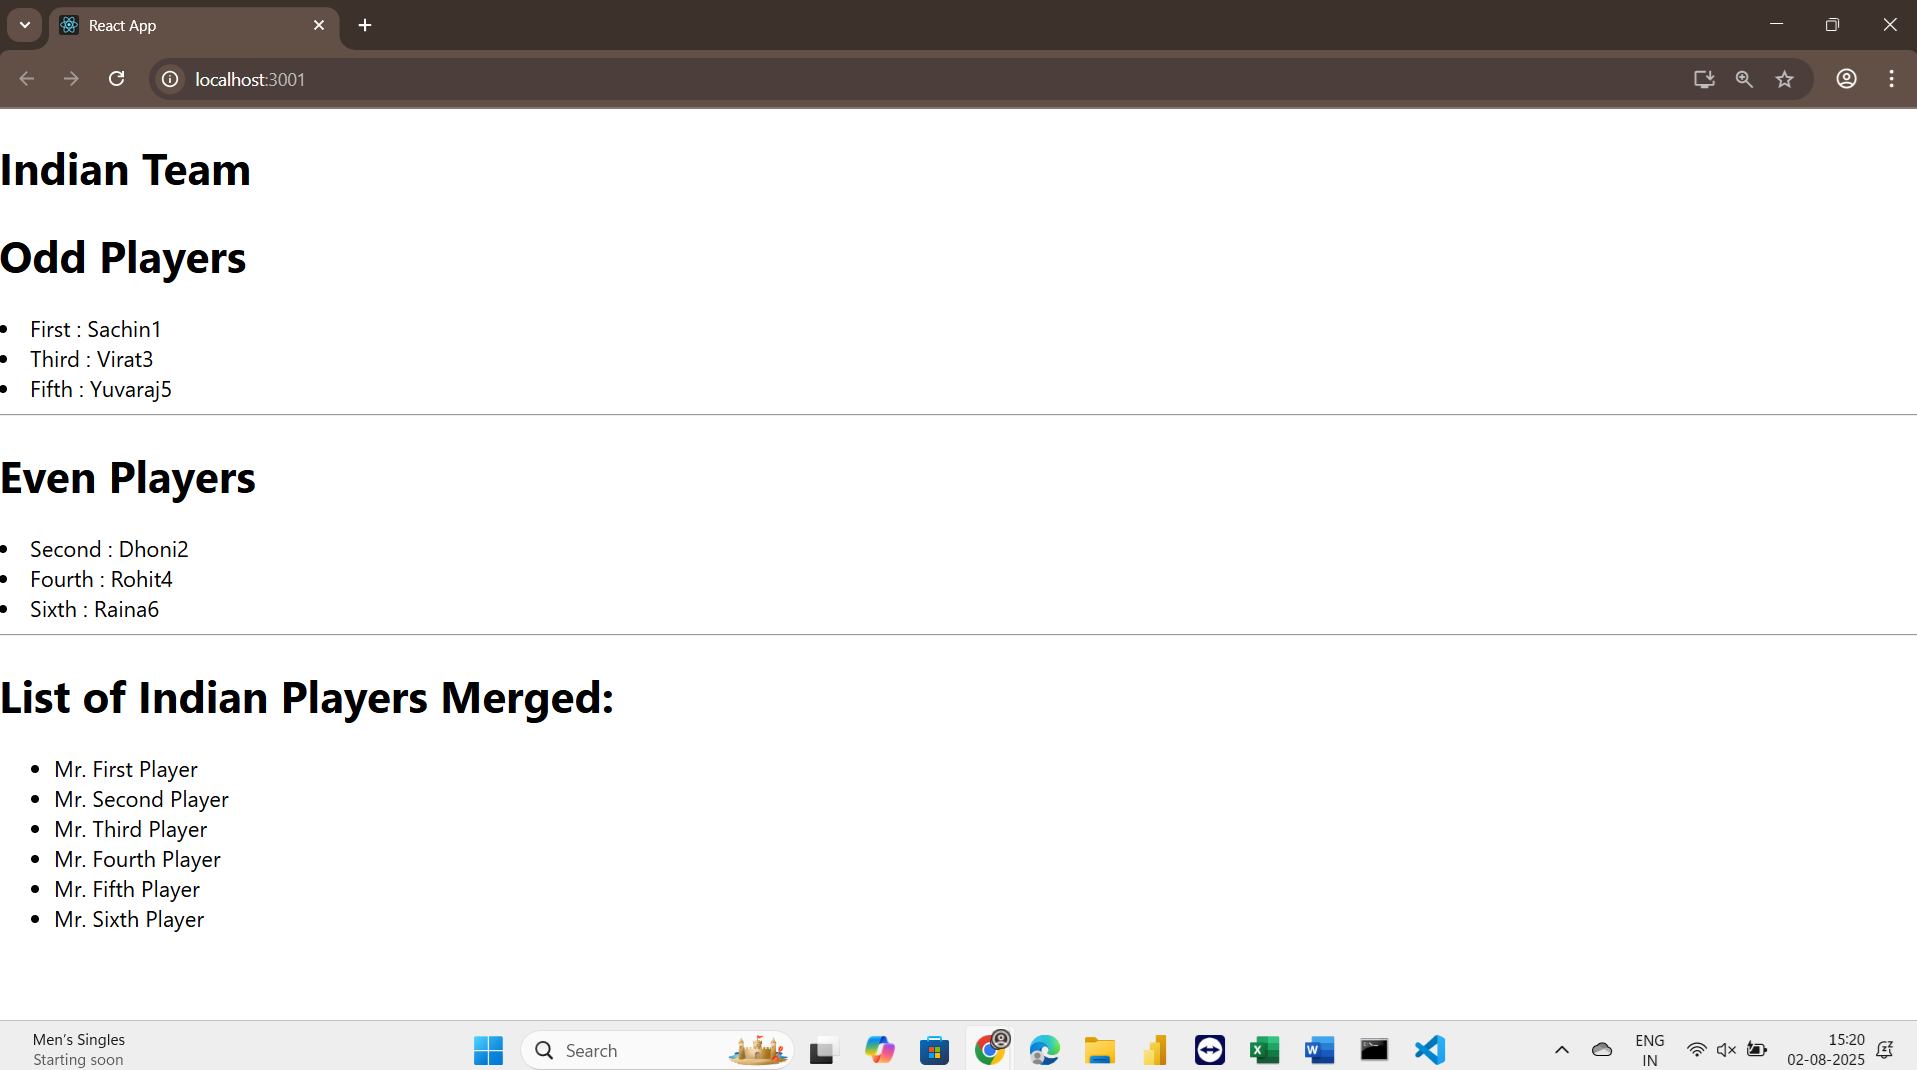 React App
localhost:3001
Indian Team
Odd Players
First : Sachin1
Third : Virat3
Fifth : Yuvaraj5
Even Players
Second : Dhoni2
Fourth : Rohit4
Sixth : Raina6
List of Indian Players Merged:
Mr. First Player
Mr. Second Player
Mr. Third Player
Mr. Fourth Player
Mr. Fifth Player
Mr. Sixth Player
Men's Singles
Starting soon
Search
ENG
IN
15:20
02-08-2025